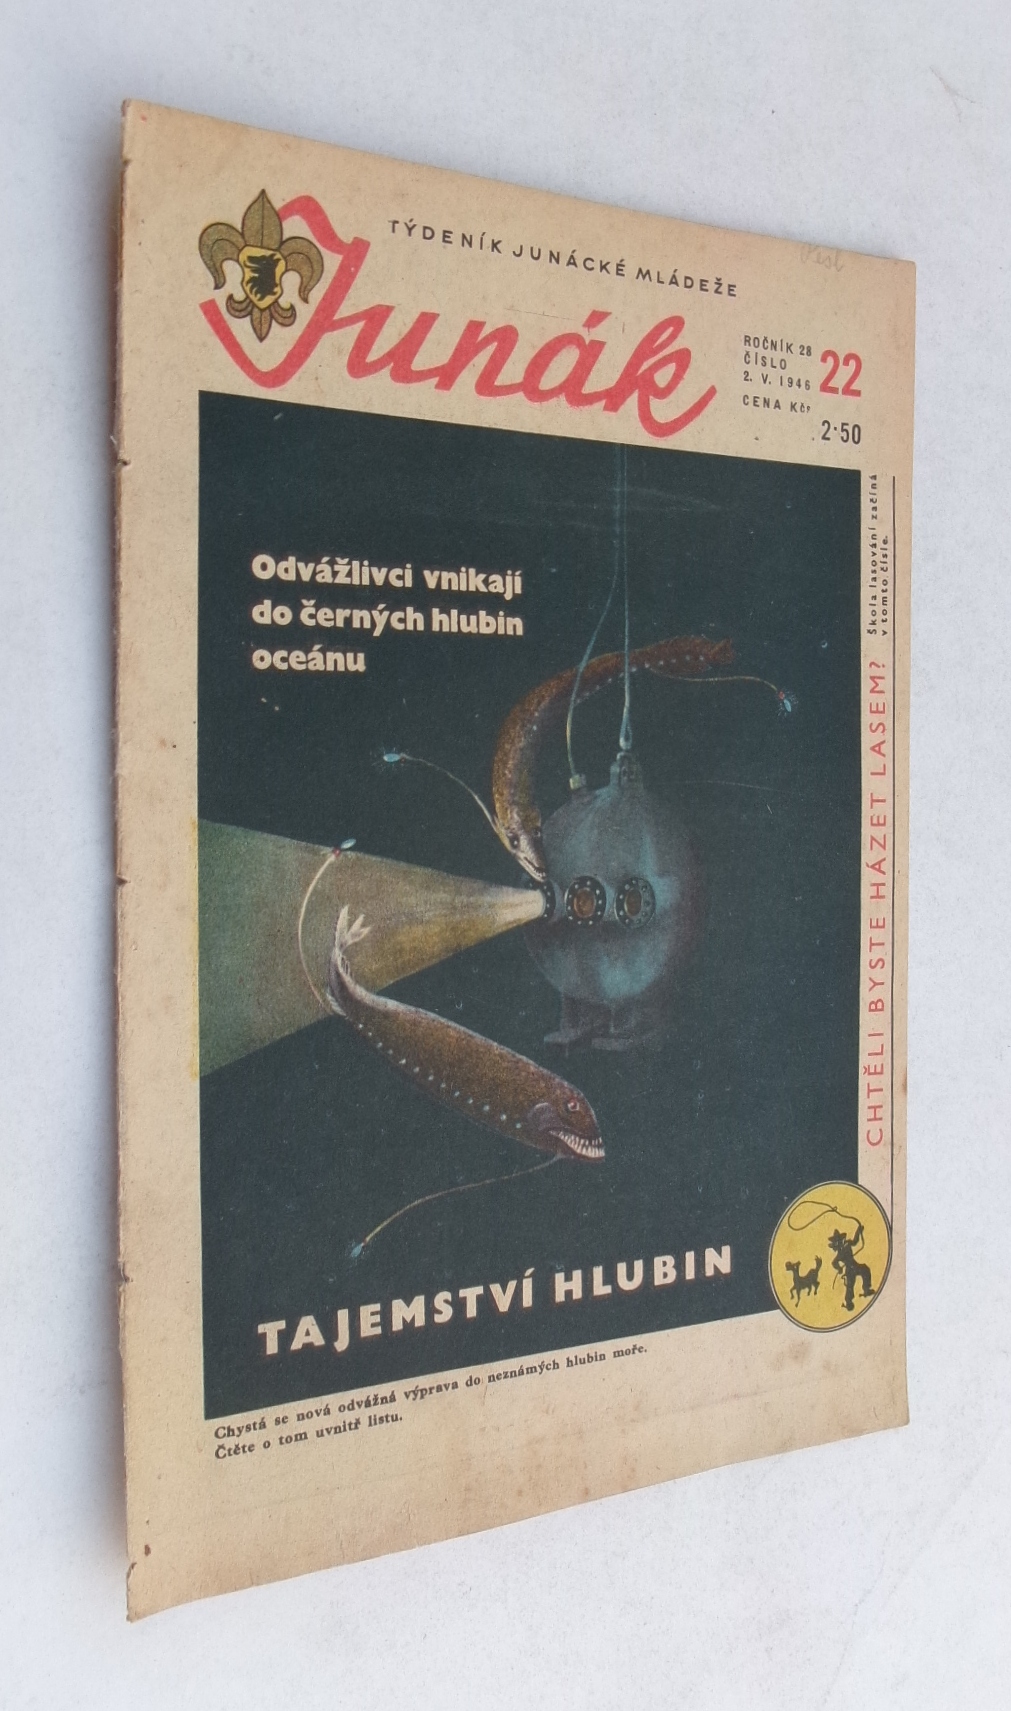 TÝDENÍK JUNÁCKÉ MLÁDEŽE
Junák
ROČNÍK 28
ČÍSLO 22
2. V. 1946
CENA Kčs
2·50
Odvážlivci vnikají
do černých hlubin
oceánu
CHTĚLI BYSTE HÁZET LASEM?
Škola lasování začíná
v tomto čísle.
TAJEMSTVÍ HLUBIN
Chystá se nová odvážná výprava do neznámých hlubin moře.
Čtěte o tom uvnitř listu.